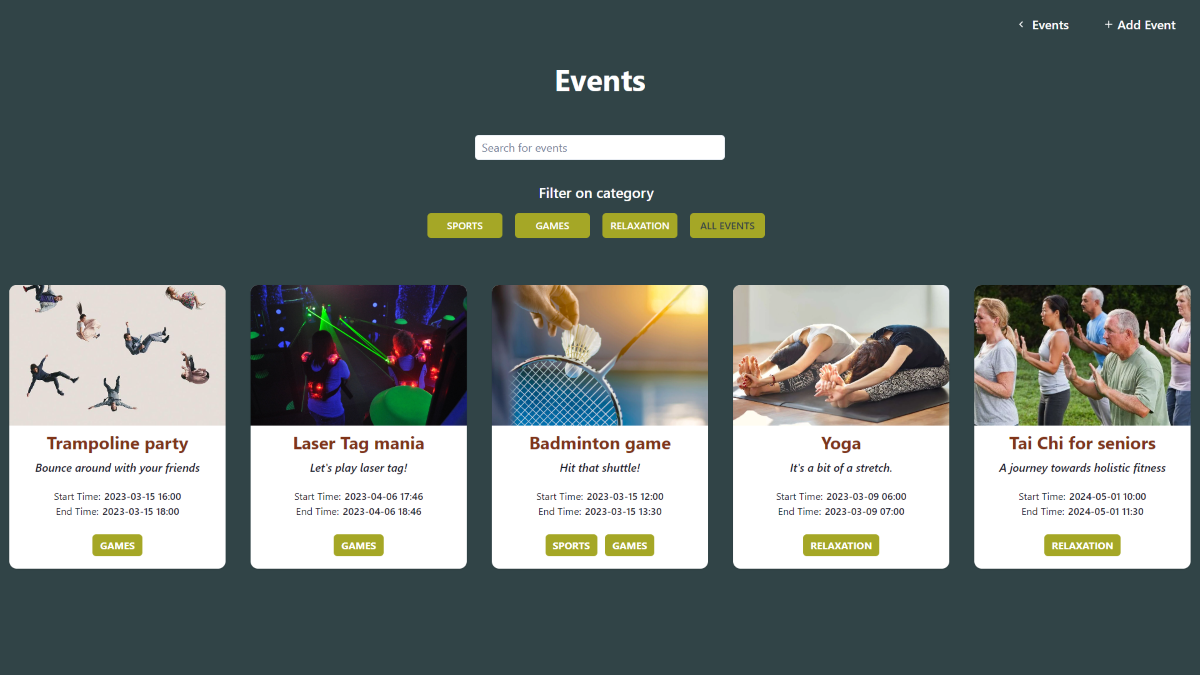 Events
+ Add Event
Events
Search for events
Filter on category
SPORTS
GAMES
RELAXATION
ALL EVENTS
Trampoline party
Bounce around with your friends
Start Time: 2023-03-15 16:00
End Time: 2023-03-15 18:00
GAMES
Laser Tag mania
Let's play laser tag!
Start Time: 2023-04-06 17:46
End Time: 2023-04-06 18:46
GAMES
Badminton game
Hit that shuttle!
Start Time: 2023-03-15 12:00
End Time: 2023-03-15 13:30
SPORTS GAMES
Yoga
It's a bit of a stretch.
Start Time: 2023-03-09 06:00
End Time: 2023-03-09 07:00
RELAXATION
Tai Chi for seniors
A journey towards holistic fitness
Start Time: 2024-05-01 10:00
End Time: 2024-05-01 11:30
RELAXATION